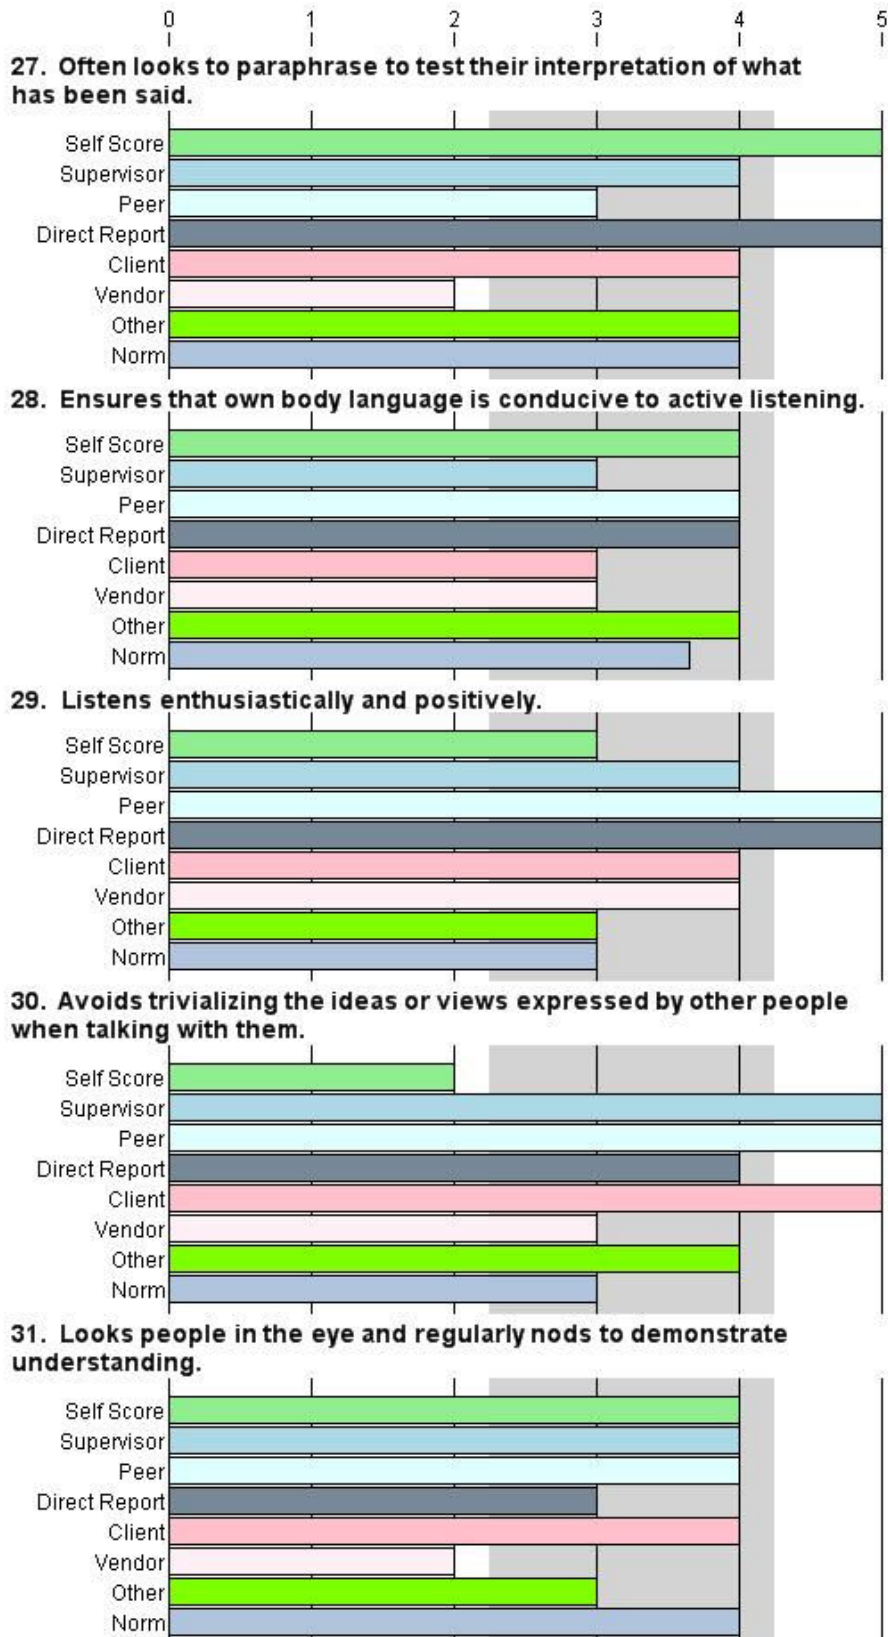 0 1 2 3 4 5
27. Often looks to paraphrase to test their interpretation of what
has been said.
Self Score
Supervisor
Peer
Direct Report
Client
Vendor
Other
Norm
28. Ensures that own body language is conducive to active listening.
Self Score
Supervisor
Peer
Direct Report
Client
Vendor
Other
Norm
29. Listens enthusiastically and positively.
Self Score
Supervisor
Peer
Direct Report
Client
Vendor
Other
Norm
30. Avoids trivializing the ideas or views expressed by other people
when talking with them.
Self Score
Supervisor
Peer
Direct Report
Client
Vendor
Other
Norm
31. Looks people in the eye and regularly nods to demonstrate
understanding.
Self Score
Supervisor
Peer
Direct Report
Client
Vendor
Other
Norm